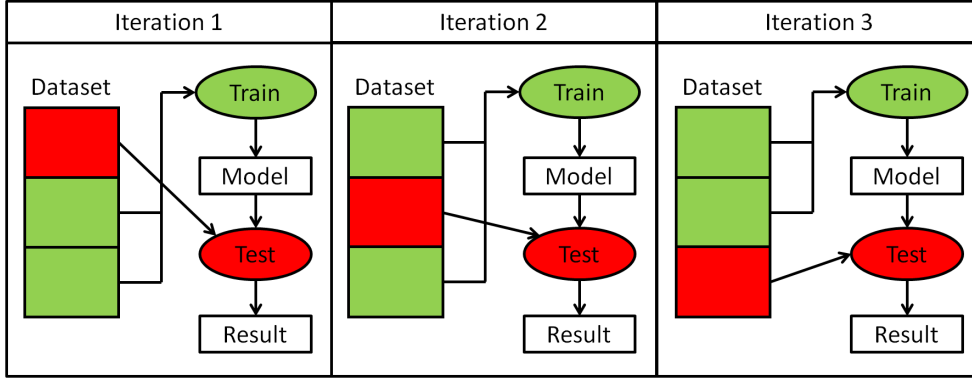 Iteration 1
Dataset
Train
Model
Test
Result
Iteration 2
Dataset
Train
Model
Test
Result
Iteration 3
Dataset
Train
Model
Test
Result